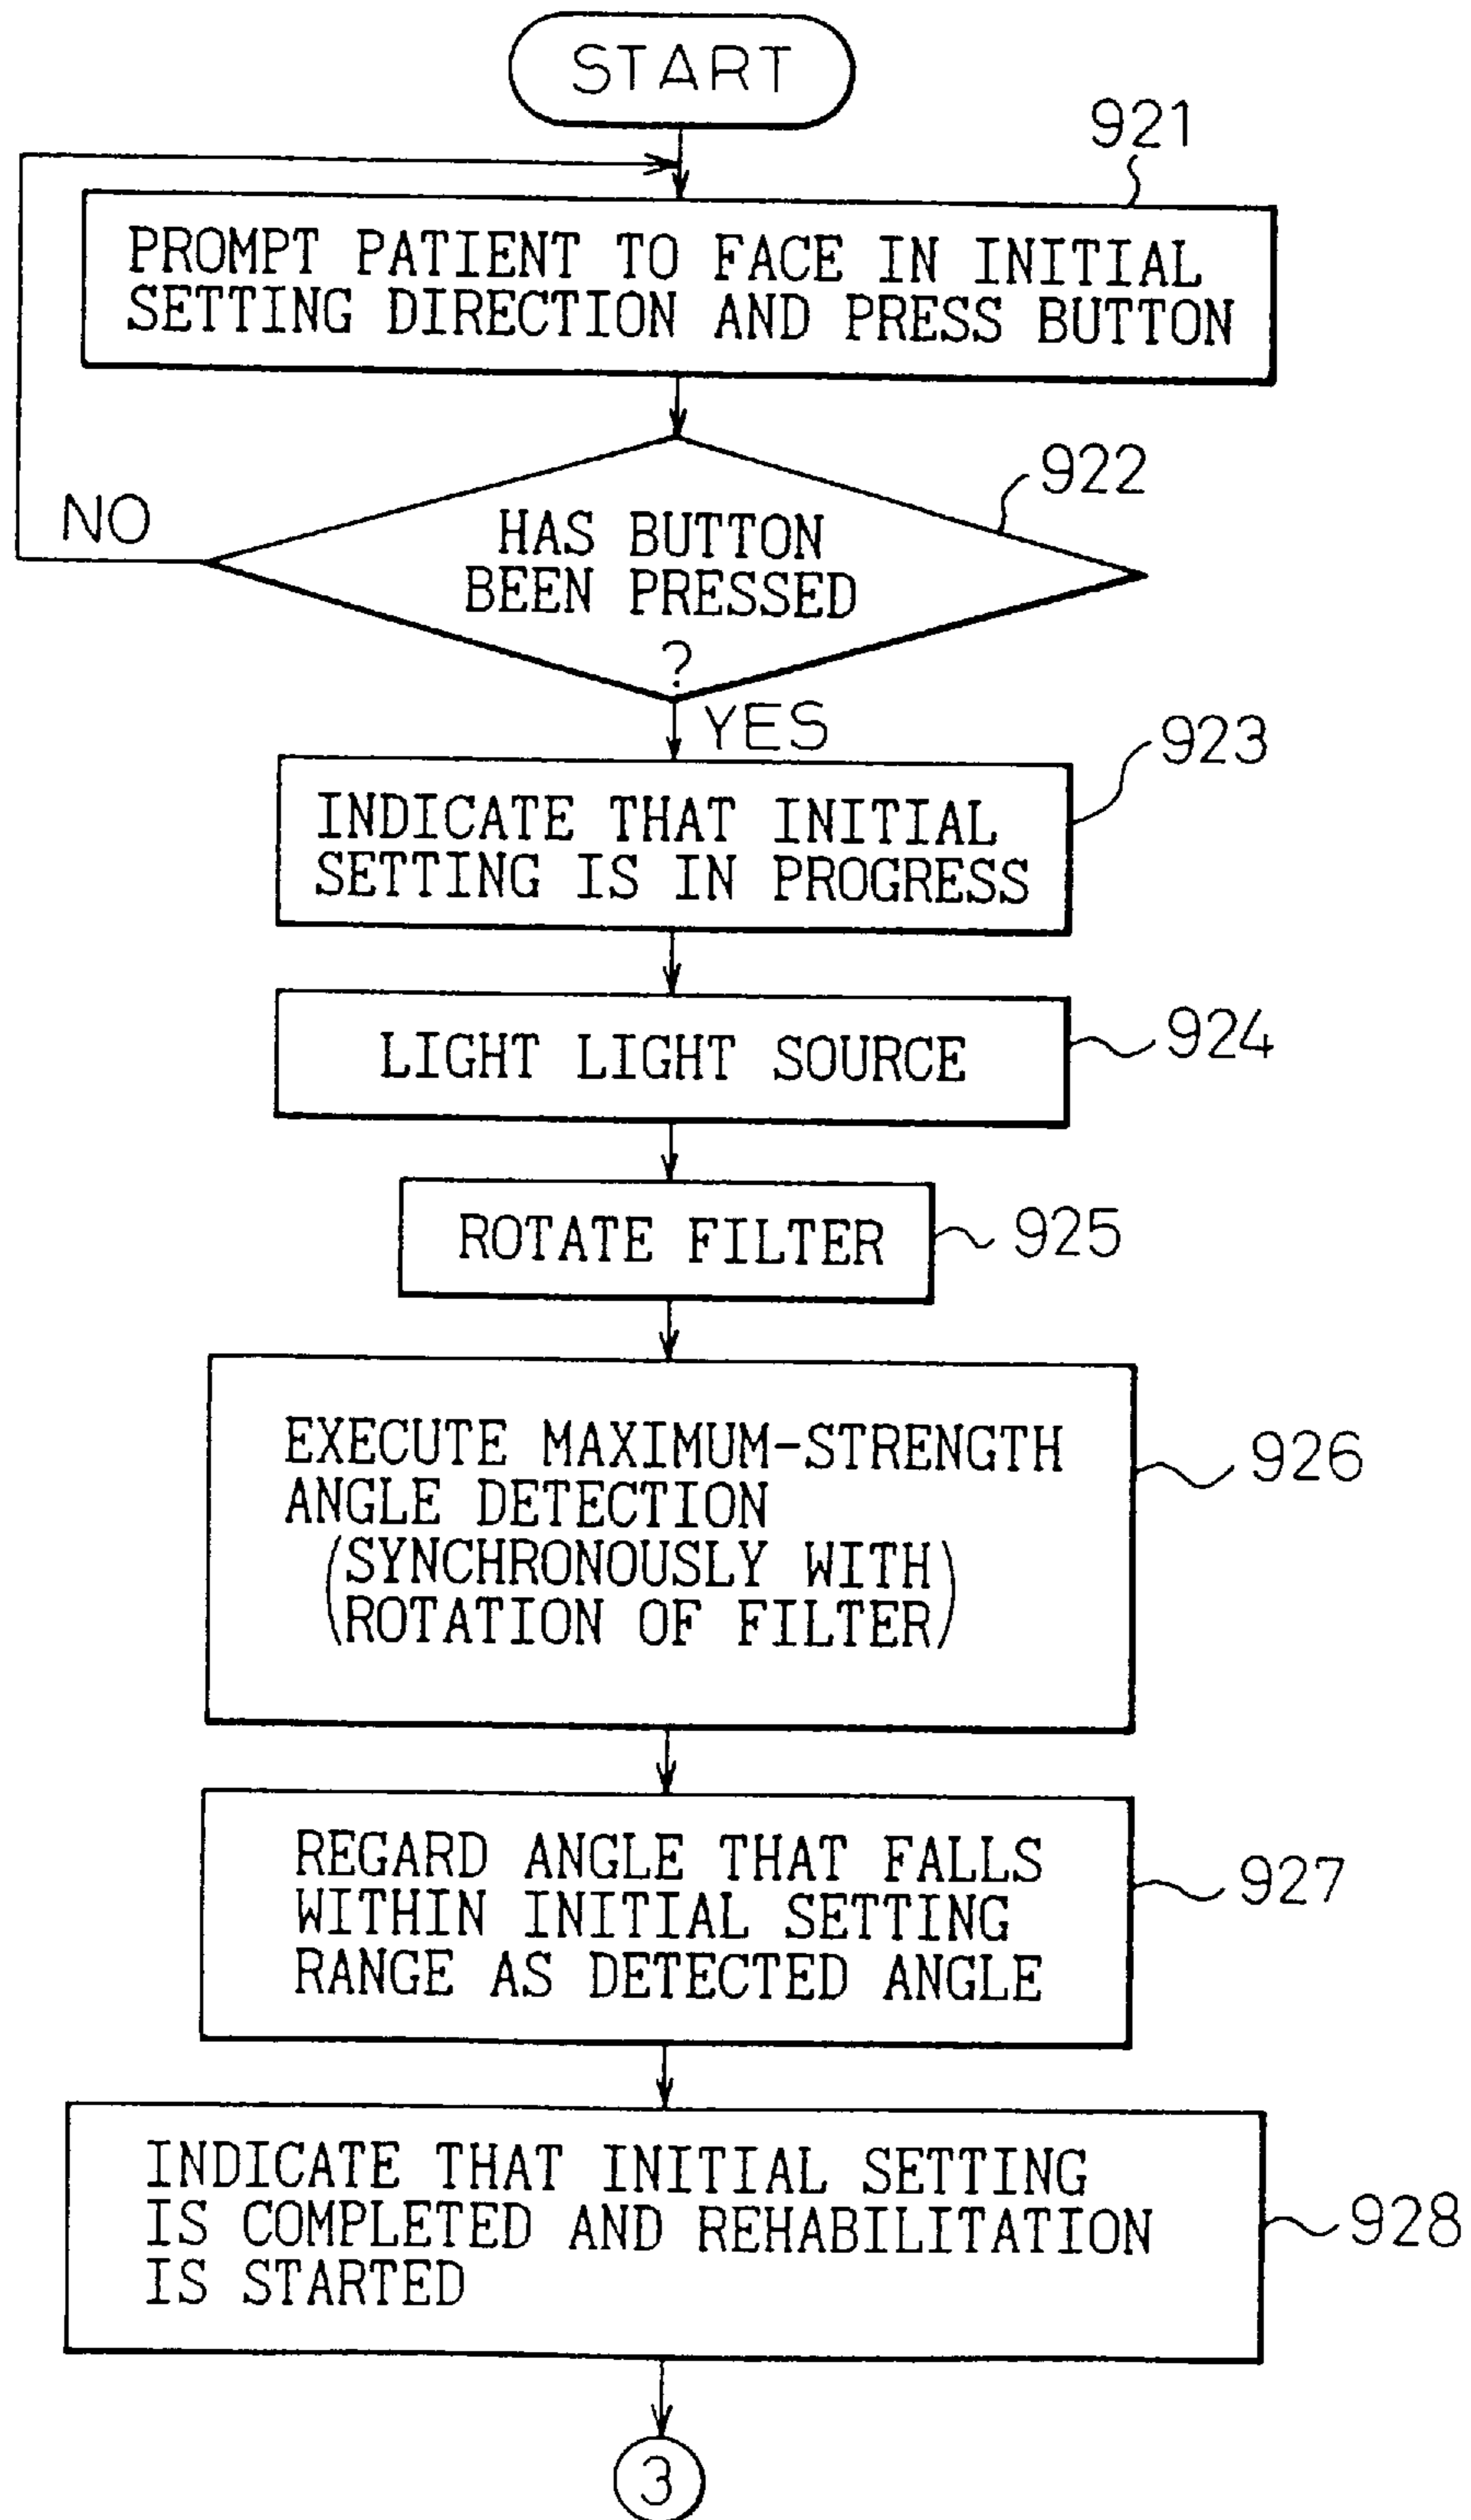 START
921
PROMPT PATIENT TO FACE IN INITIAL
SETTING DIRECTION AND PRESS BUTTON
922
NO
HAS BUTTON
BEEN PRESSED
?
YES
923
INDICATE THAT INITIAL
SETTING IS IN PROGRESS
924
LIGHT LIGHT SOURCE
ROTATE FILTER
925
EXECUTE MAXIMUM-STRENGTH
ANGLE DETECTION
(SYNCHRONOUSLY WITH
ROTATION OF FILTER)
926
REGARD ANGLE THAT FALLS
WITHIN INITIAL SETTING
RANGE AS DETECTED ANGLE
927
INDICATE THAT INITIAL SETTING
IS COMPLETED AND REHABILITATION
IS STARTED
928
3